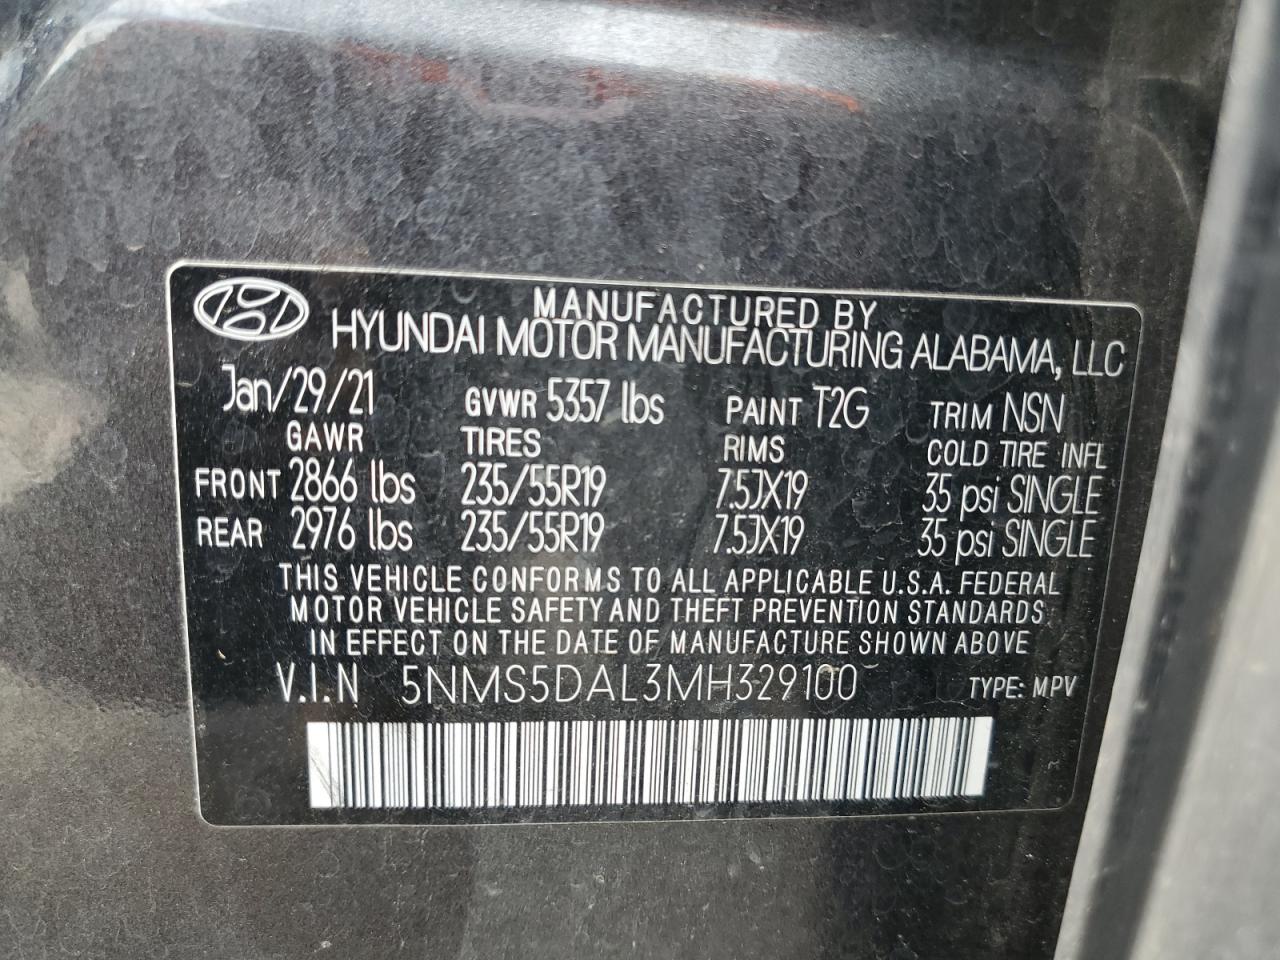 MANUFACTURED BY
HYUNDAI MOTOR MANUFACTURING ALABAMA, LLC
Jan/29/21 GVWR 5357 lbs PAINT T2G TRIM NSN
GAWR TIRES RIMS COLD TIRE INFL
FRONT 2866 lbs 235/55R19 7.5JX19 35 psi SINGLE
REAR 2976 lbs 235/55R19 7.5JX19 35 psi SINGLE
THIS VEHICLE CONFORMS TO ALL APPLICABLE U.S.A. FEDERAL
MOTOR VEHICLE SAFETY AND THEFT PREVENTION STANDARDS
IN EFFECT ON THE DATE OF MANUFACTURE SHOWN ABOVE
V.I.N 5NMS5DAL3MH329100 TYPE: MPV